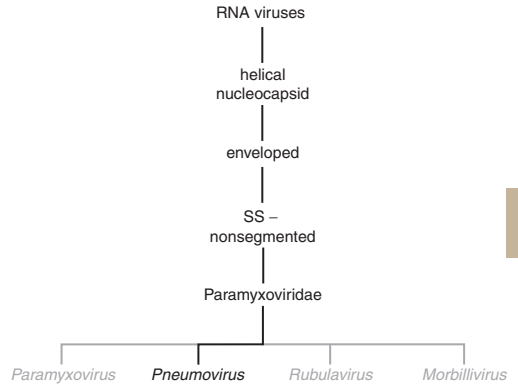 RNA viruses
helical
nucleocapsid
enveloped
SS –
nonsegmented
Paramyxoviridae
Paramyxovirus Pneumovirus Rubulavirus Morbillivirus